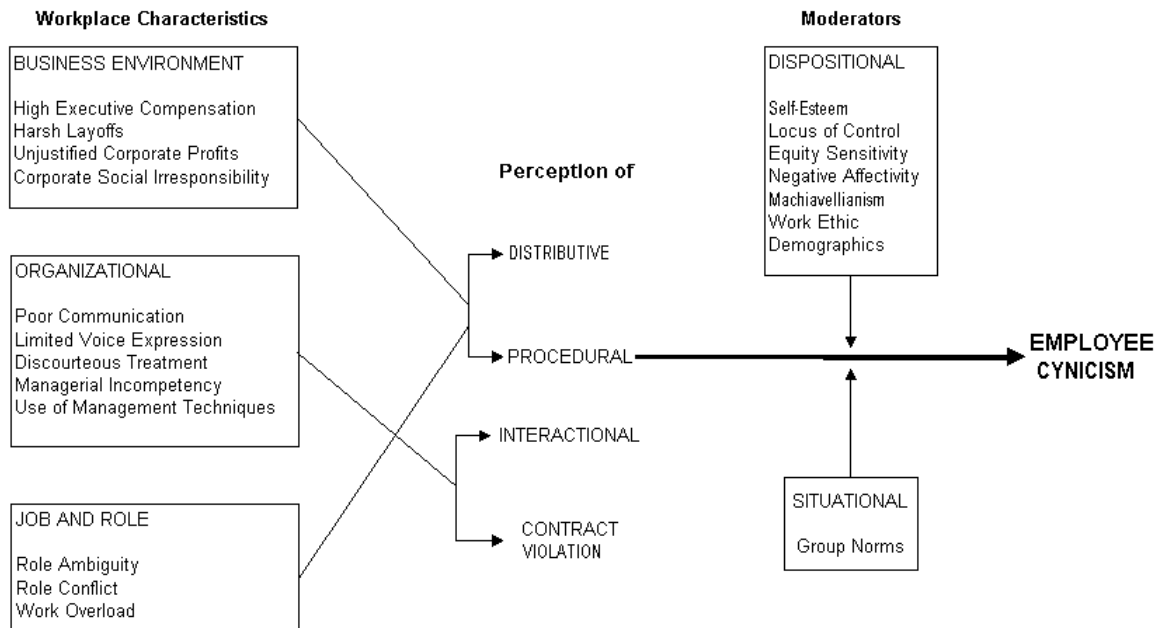 Workplace Characteristics
BUSINESS ENVIRONMENT
High Executive Compensation
Harsh Layoffs
Unjustified Corporate Profits
Corporate Social Irresponsibility
ORGANIZATIONAL
Poor Communication
Limited Voice Expression
Discourteous Treatment
Managerial Incompetency
Use of Management Techniques
JOB AND ROLE
Role Ambiguity
Role Conflict
Work Overload
Perception of
DISTRIBUTIVE
PROCEDURAL
INTERACTIONAL
CONTRACT
VIOLATION
Moderators
DISPOSITIONAL
Self-Esteem
Locus of Control
Equity Sensitivity
Negative Affectivity
Machiavellianism
Work Ethic
Demographics
SITUATIONAL
Group Norms
EMPLOYEE
CYNICISM